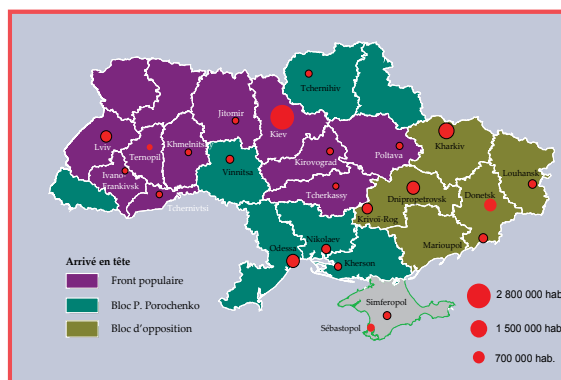 Tchernihiv
Jitomir
Kiev
Lviv
Ternopil
Khmelnitsky
Kirovograd
Poltava
Kharkiv
Ivano-
Frankivsk
Vinnitsa
Tcherkassy
Louhansk
Donetsk
Dnipropetrovsk
Tchernivtsi
Krivoï-Rog
Nikolaev
Marioupol
Odessa
Kherson
Arrivé en tête
Front populaire
Bloc P. Porochenko
Bloc d'opposition
Simferopol
Sébastopol
2 800 000 hab.
1 500 000 hab.
700 000 hab.